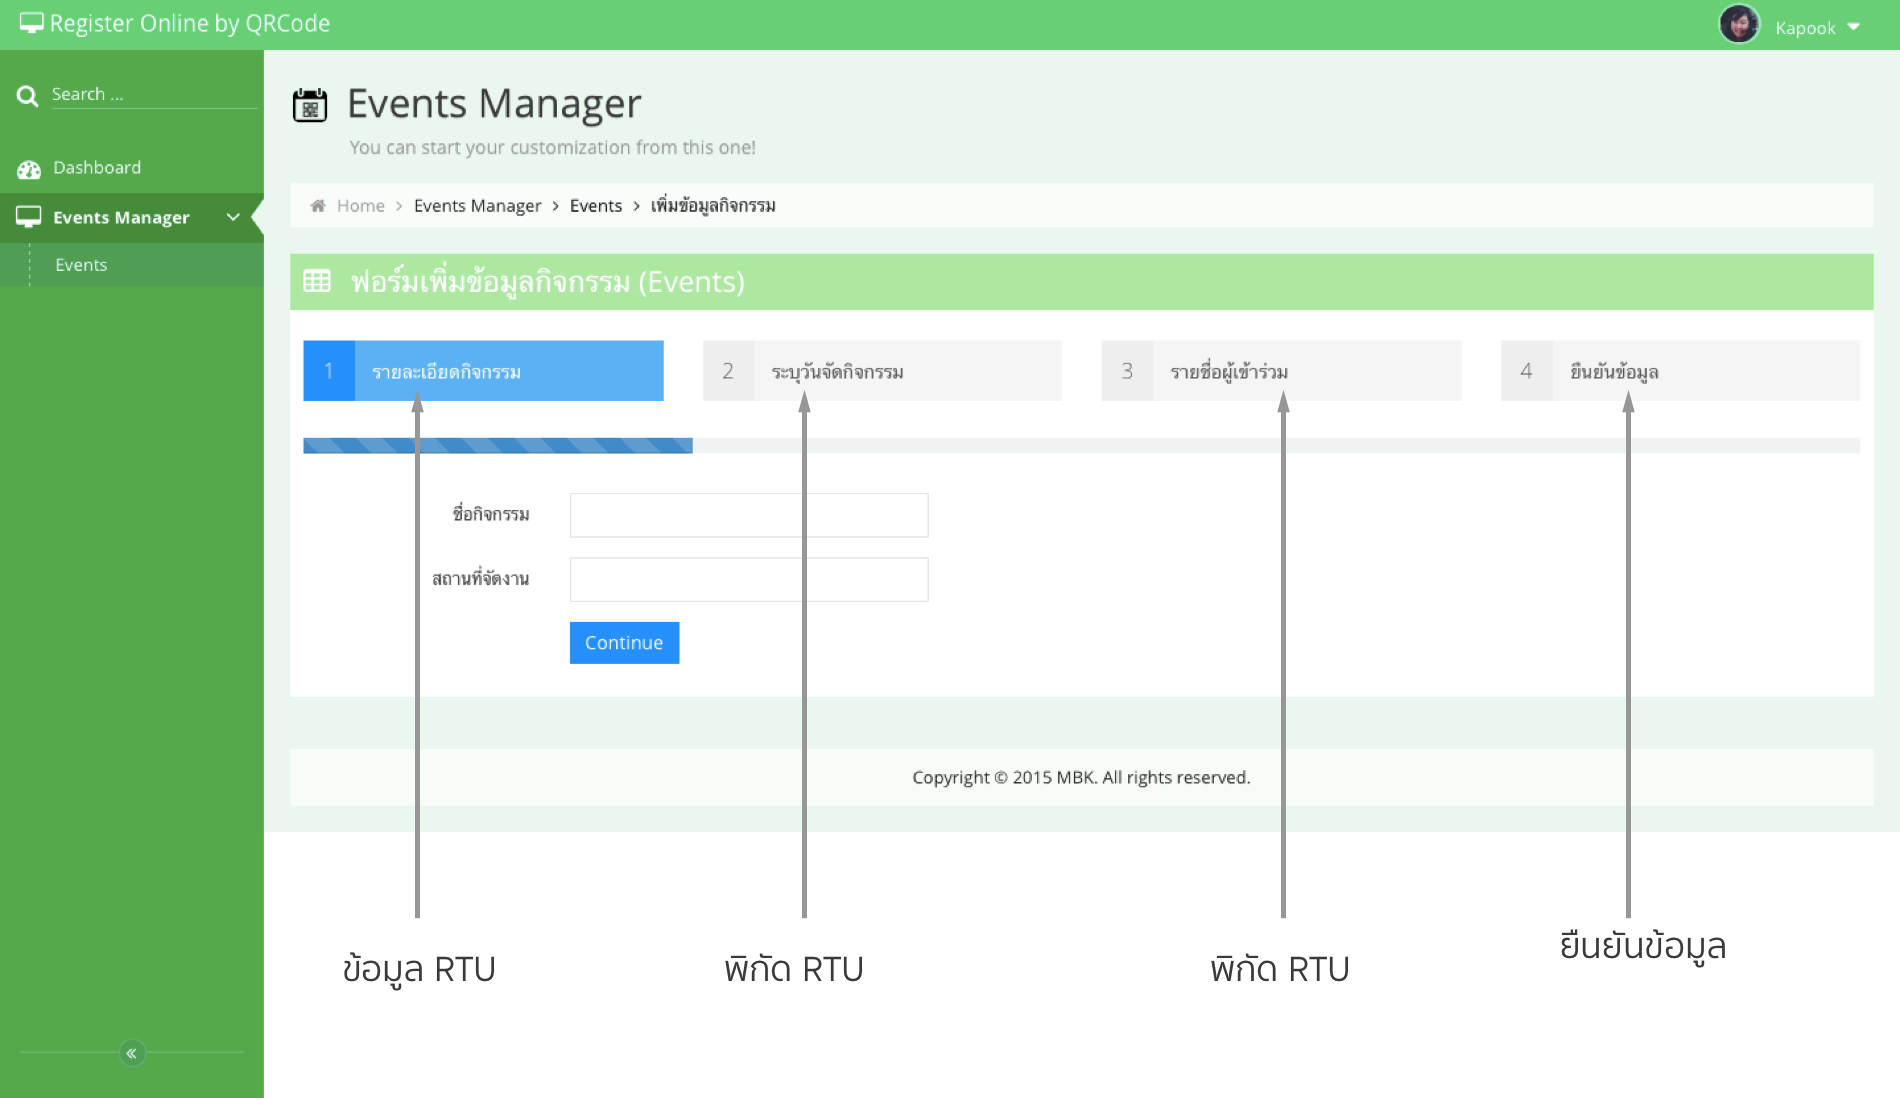 Register Online by QRCode
Kapook
Search ...
Dashboard
Events Manager
Events
Events Manager
You can start your customization from this one!
Home > Events Manager > Events > เพิ่มข้อมูลกิจกรรม
ฟอร์มเพิ่มข้อมูลกิจกรรม (Events)
1 รายละเอียดกิจกรรม
2 ระบุวันจัดกิจกรรม
3 รายชื่อผู้เข้าร่วม
4 ยืนยันข้อมูล
ชื่อกิจกรรม
สถานที่จัดงาน
Continue
Copyright © 2015 MBK. All rights reserved.
ข้อมูล RTU
พิกัด RTU
พิกัด RTU
ยืนยันข้อมูล